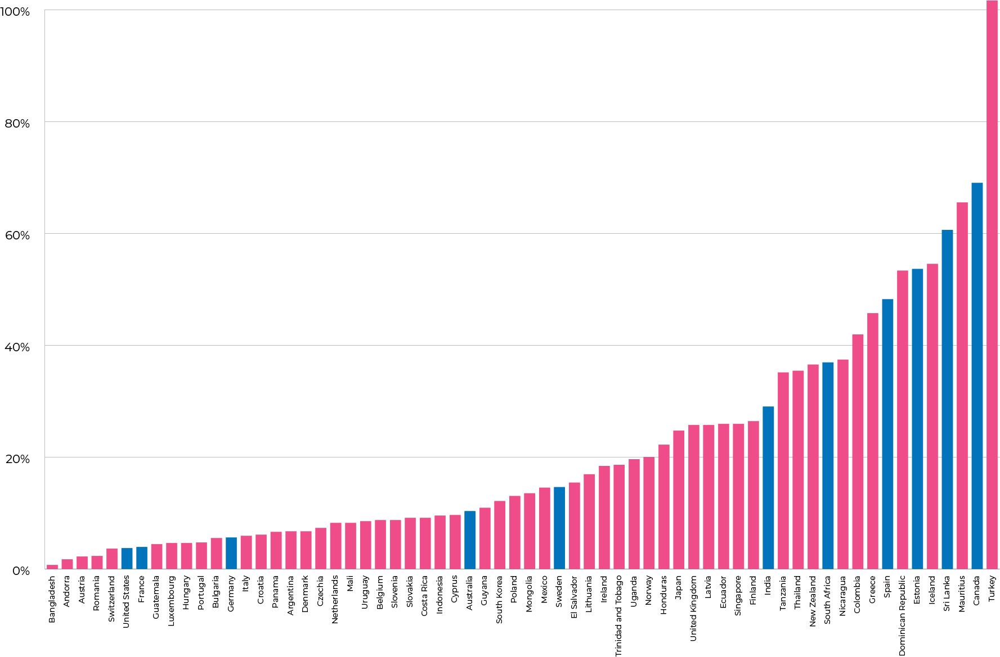 100%
80%
60%
40%
20%
0%
Bangladesh
Andorra
Austria
Romania
Switzerland
United States
France
Guatemala
Luxembourg
Hungary
Portugal
Bulgaria
Germany
Italy
Croatia
Panama
Argentina
Denmark
Czechia
Netherlands
Mali
Uruguay
Belgium
Slovenia
Slovakia
Costa Rica
Indonesia
Cyprus
Australia
Guyana
South Korea
Poland
Mongolia
Mexico
Sweden
El Salvador
Lithuania
Ireland
Trinidad and Tobago
Uganda
Norway
Honduras
Japan
United Kingdom
Latvia
Ecuador
Singapore
Finland
India
Tanzania
Thailand
New Zealand
South Africa
Nicaragua
Colombia
Greece
Spain
Dominican Republic
Estonia
Iceland
Sri Lanka
Mauritius
Canada
Turkey